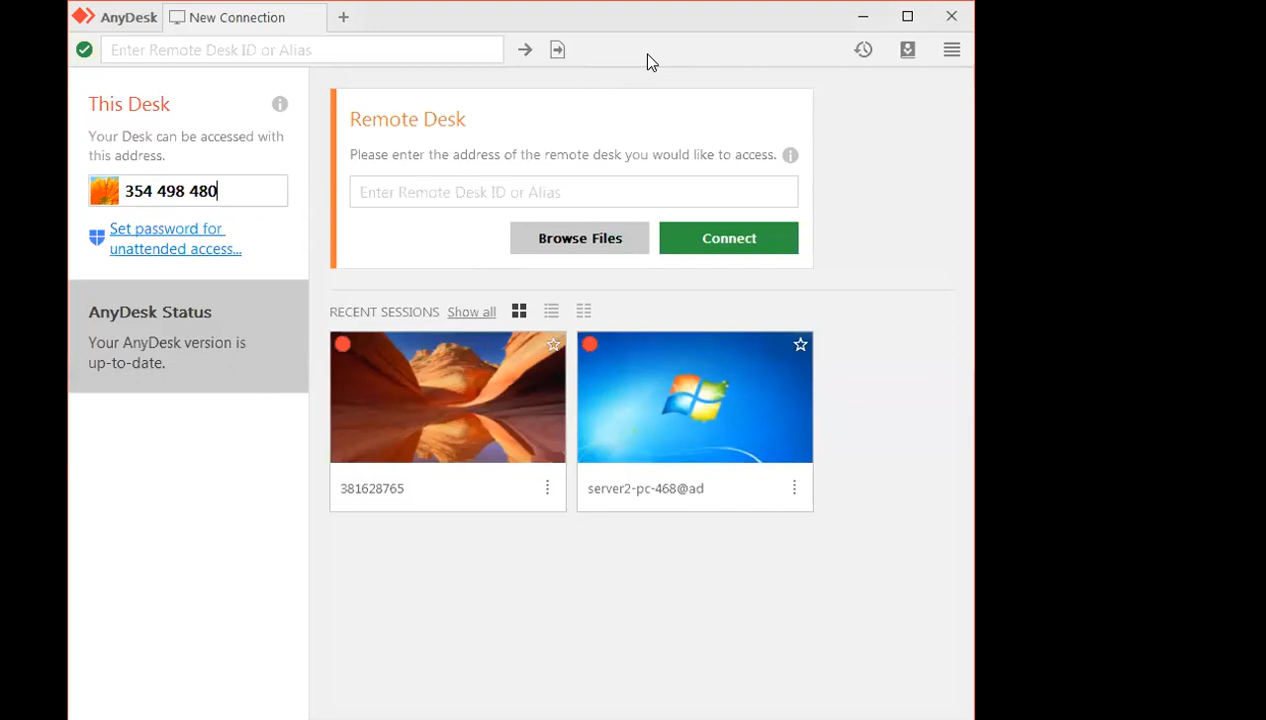 AnyDesk
New Connection
Enter Remote Desk ID or Alias
This Desk
Your Desk can be accessed with
this address.
354 498 480
Set password for
unattended access...
AnyDesk Status
Your AnyDesk version is
up-to-date.
Remote Desk
Please enter the address of the remote desk you would like to access.
Enter Remote Desk ID or Alias
Browse Files
Connect
RECENT SESSIONS Show all
381628765
server2-pc-468@ad